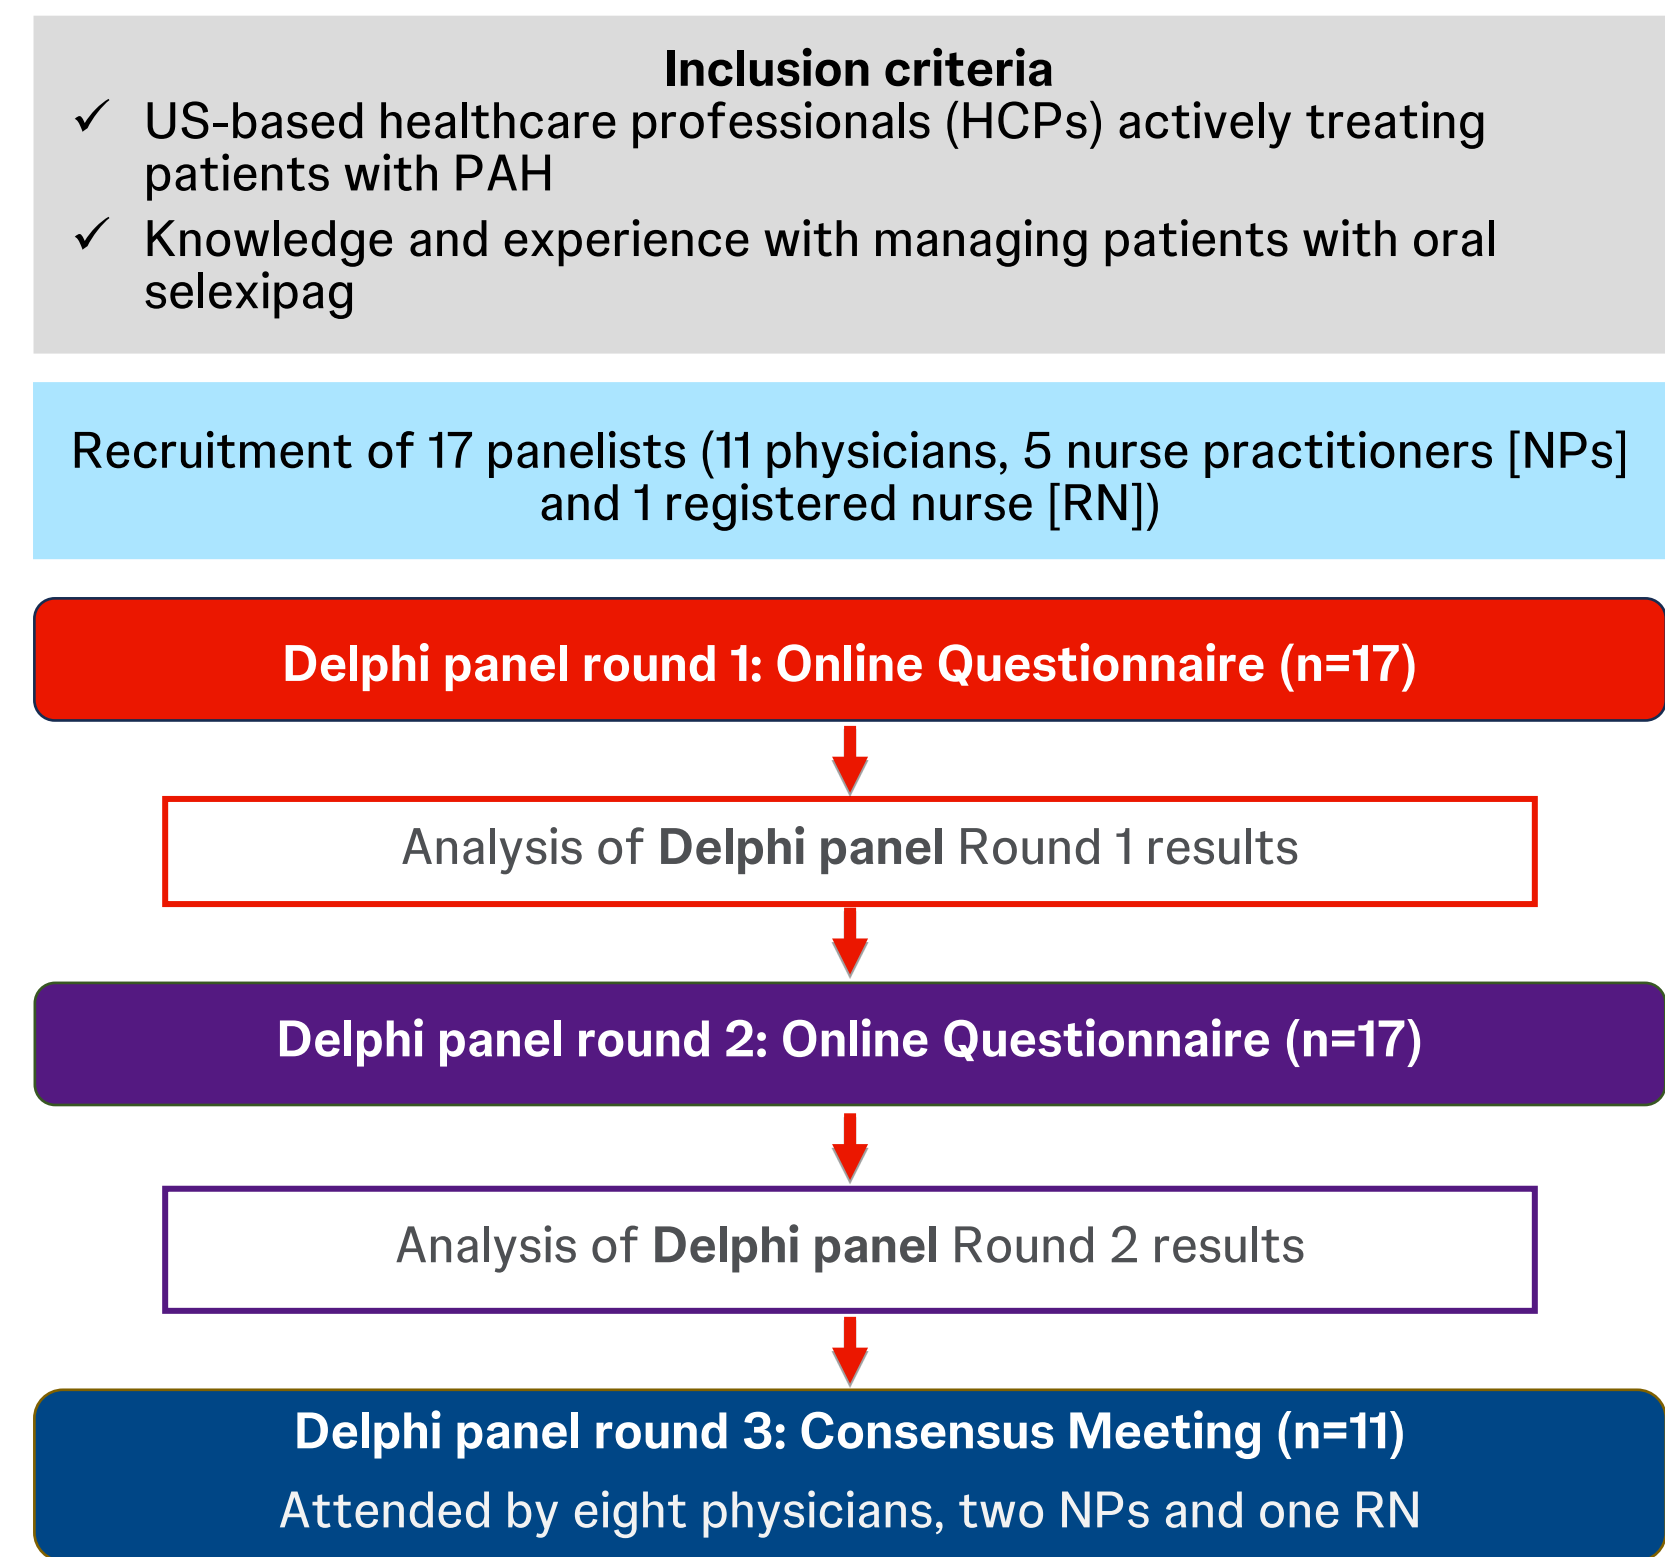 Inclusion criteria
✓ US-based healthcare professionals (HCPs) actively treating
patients with PAH
✓ Knowledge and experience with managing patients with oral
selexipag
Recruitment of 17 panelists (11 physicians, 5 nurse practitioners [NPs]
and 1 registered nurse [RN])
Delphi panel round 1: Online Questionnaire (n=17)
Analysis of Delphi panel Round 1 results
Delphi panel round 2: Online Questionnaire (n=17)
Analysis of Delphi panel Round 2 results
Delphi panel round 3: Consensus Meeting (n=11)
Attended by eight physicians, two NPs and one RN